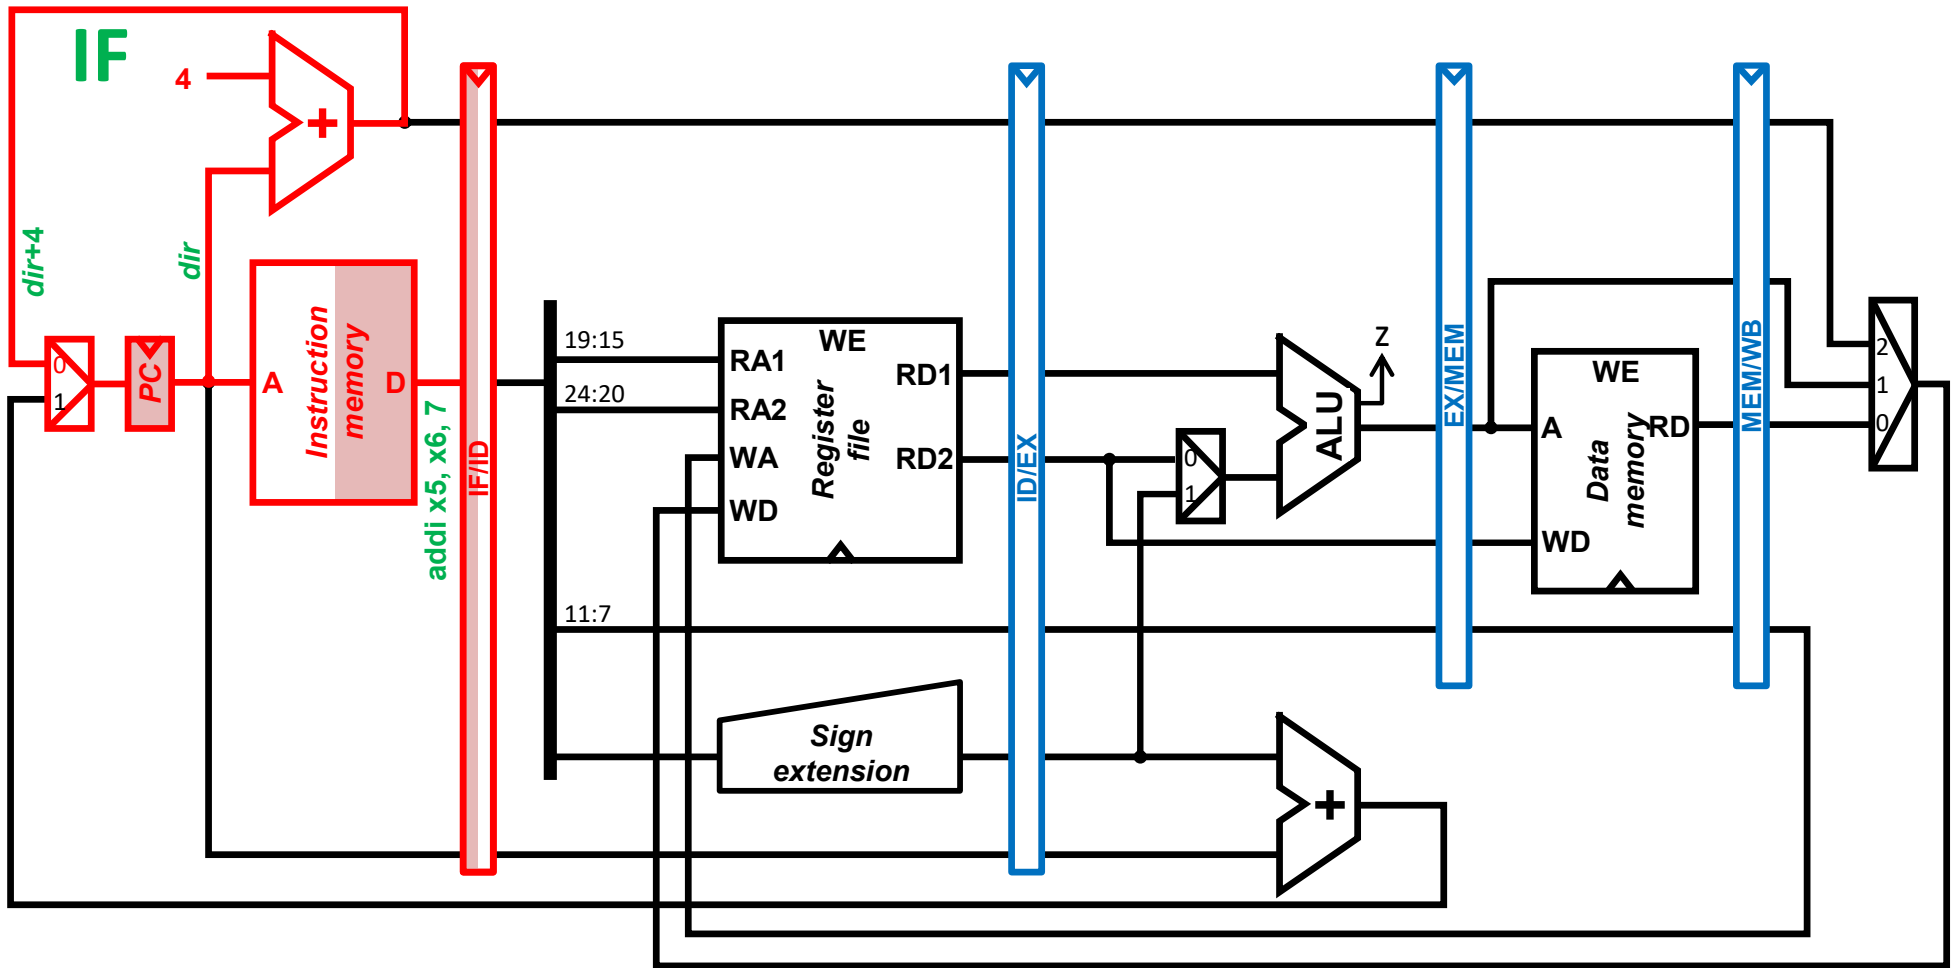 IF
4
+
dir+4
dir
0
1
PC
A
Instruction
memory
D
addi x5, x6, 7
IF/ID
19:15
24:20
11:7
WE
RA1
RA2
WA
WD
Register
file
RD1
RD2
Sign
extension
ID/EX
0
1
ALU
Z
+
EX/MEM
WE
A
Data
memory
RD
WD
MEM/WB
2
1
0